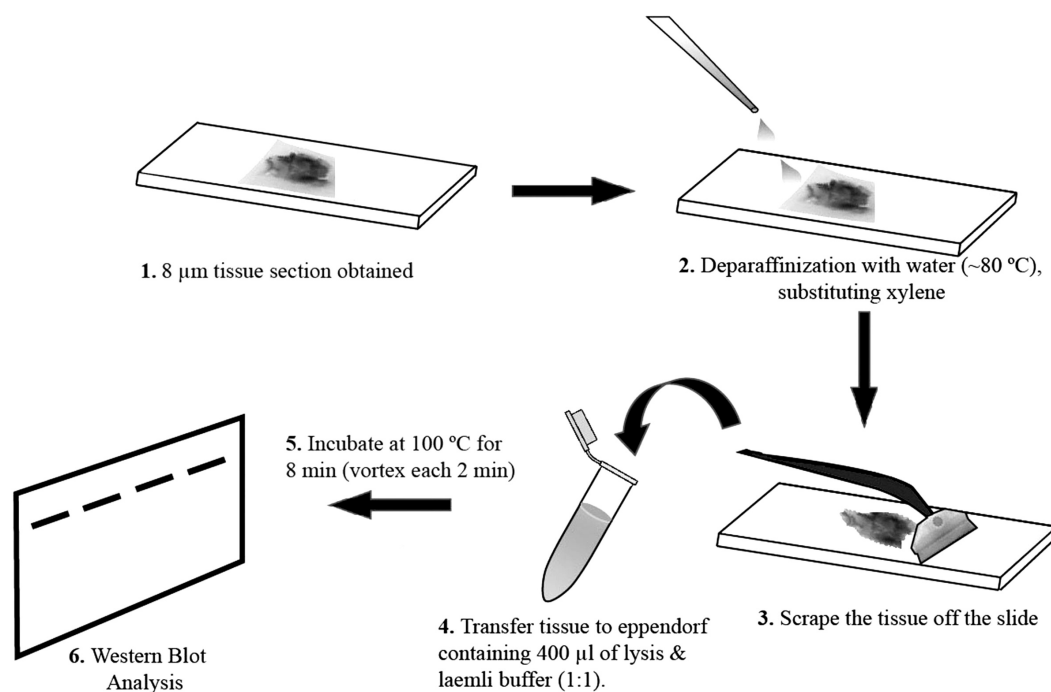 1. 8 µm tissue section obtained
2. Deparaffinization with water (~80 ºC),
substituting xylene
3. Scrape the tissue off the slide
4. Transfer tissue to eppendorf
containing 400 µl of lysis &
laemli buffer (1:1).
5. Incubate at 100 ºC for
8 min (vortex each 2 min)
6. Western Blot
Analysis